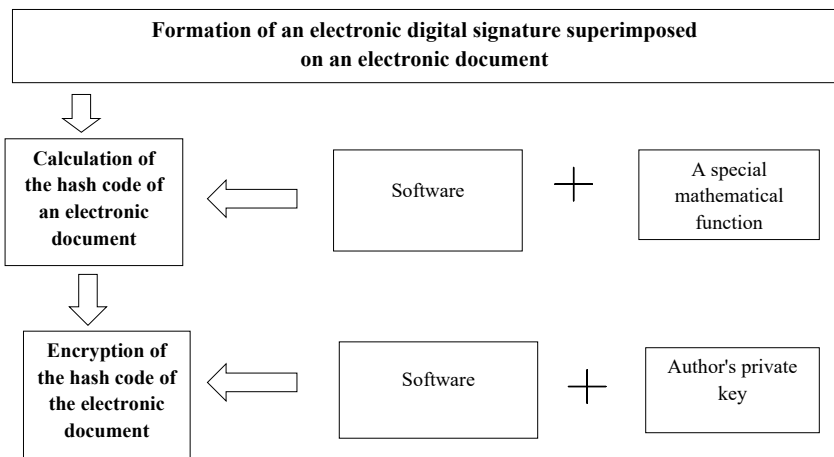 Formation of an electronic digital signature superimposed
on an electronic document
Calculation of
the hash code of
an electronic
document
Software
A special
mathematical
function
Encryption of
the hash code of
the electronic
document
Software
Author's private
key